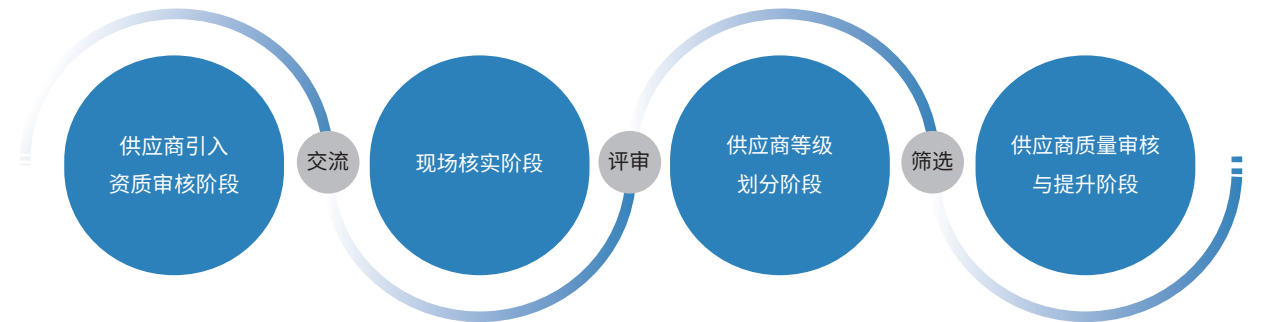 供应商引入
资质审核阶段
交流
现场核实阶段
评审
供应商等级
划分阶段
筛选
供应商质量审核
与提升阶段